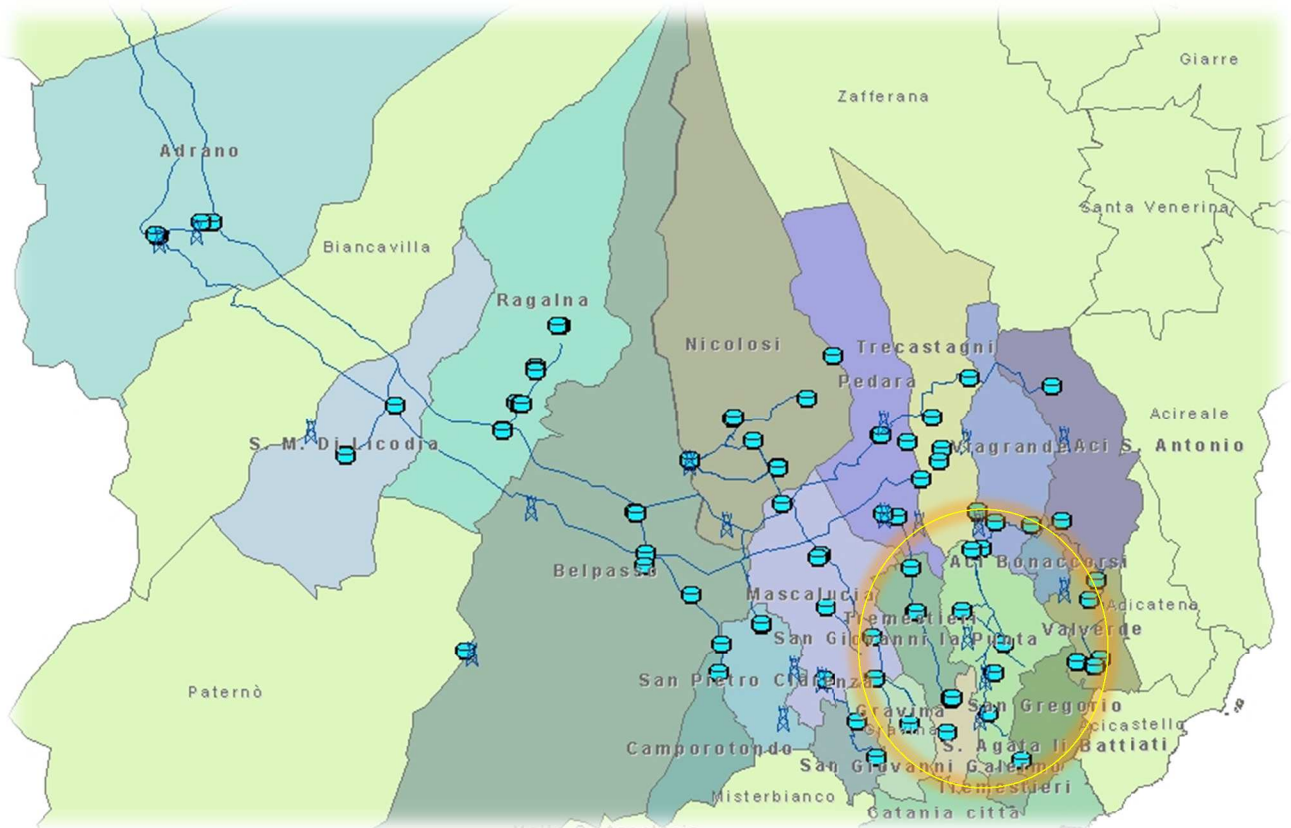 Giarre
Zafferana
Adrano
Santa Venerina
Biancavilla
Ragalna
Nicolosi
Trecastagni
Pedara
Acireale
S. M. Di Licodia
Viagrande
Aci S. Antonio
Aci Bonaccorsi
Belpasso
Mascalucia
Adicatena
Tremestieri
Valverde
San Giovanni la Punta
San Pietro Clarenza
Paternò
San Gregorio
Gravina
Acicastello
Gravina
S. Agata li Battiati
Camporotondo
San Giovanni Galermo
Tremestieri
Misterbianco
Catania città